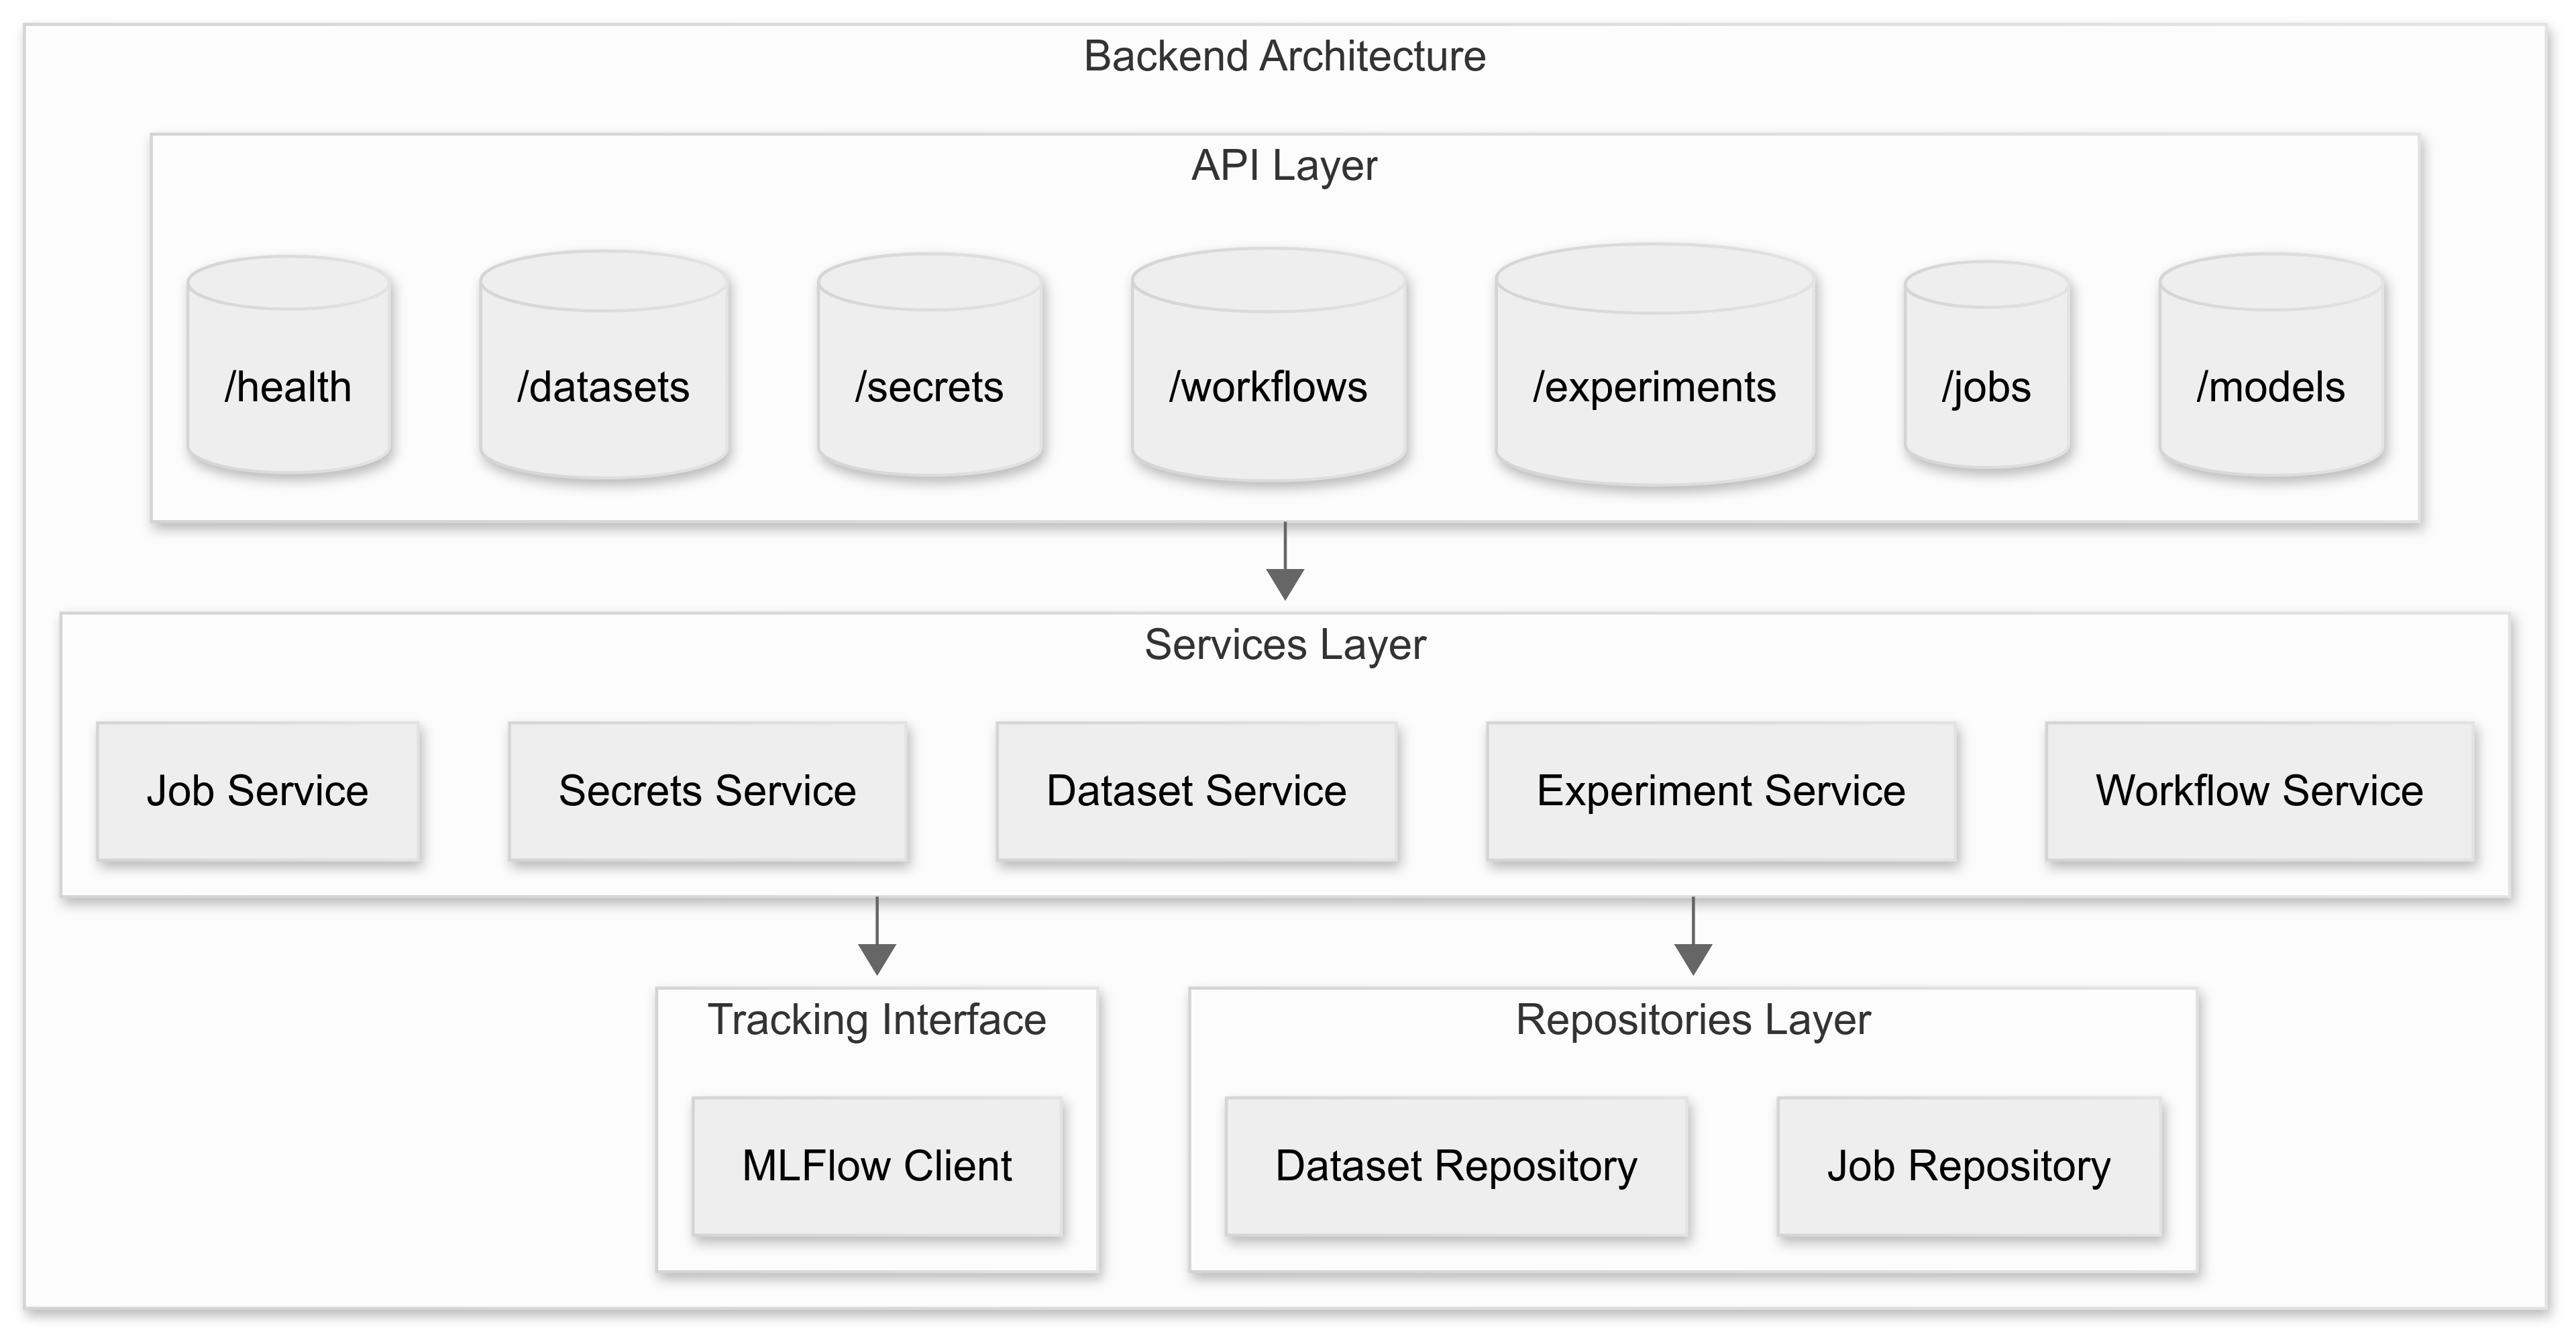 Backend Architecture
API Layer
/health
/datasets
/secrets
/workflows
/experiments
/jobs
/models
Services Layer
Job Service
Secrets Service
Dataset Service
Experiment Service
Workflow Service
Tracking Interface
MLFlow Client
Repositories Layer
Dataset Repository
Job Repository